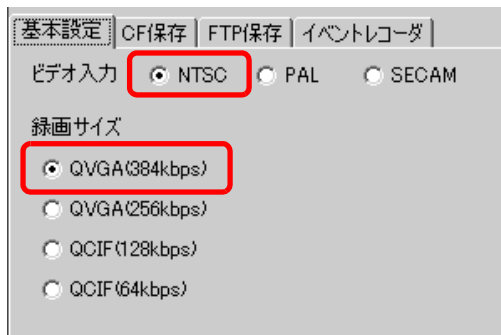 基本設定 CF保存 FTP保存 イベントレコーダ
ビデオ入力 NTSC PAL SECAM
録画サイズ
QVGA(384kbps)
QVGA(256kbps)
QCIF(128kbps)
QCIF(64kbps)